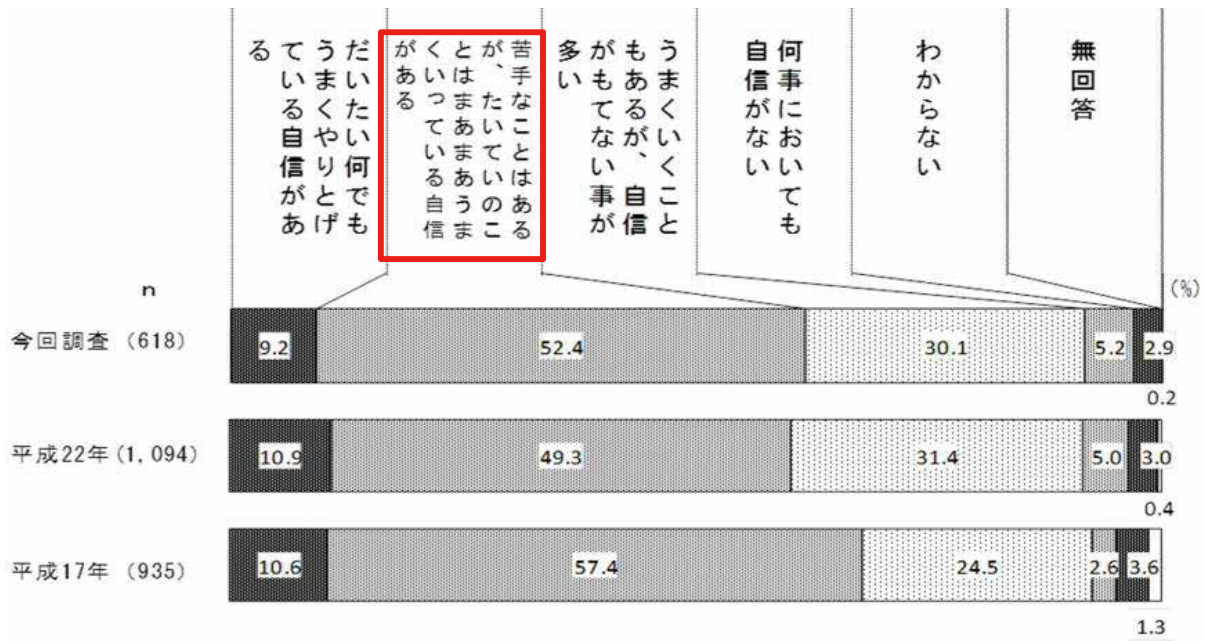 だいたい何でも
うまくやりとげ
ている自信があ
る
苦手なことはある
が、たいていのこ
とはまあまあうま
くいっている自信
がある
うまくいくこと
もあるが、自信
がもてない事が
多い
何事においても
自信がない
わからない
無回答
n
(%)
今回調査 (618)
9.2 52.4 30.1 5.2 2.9
0.2
平成22年(1,094)
10.9 49.3 31.4 5.0 3.0
0.4
平成17年 (935)
10.6 57.4 24.5 2.6 3.6
1.3